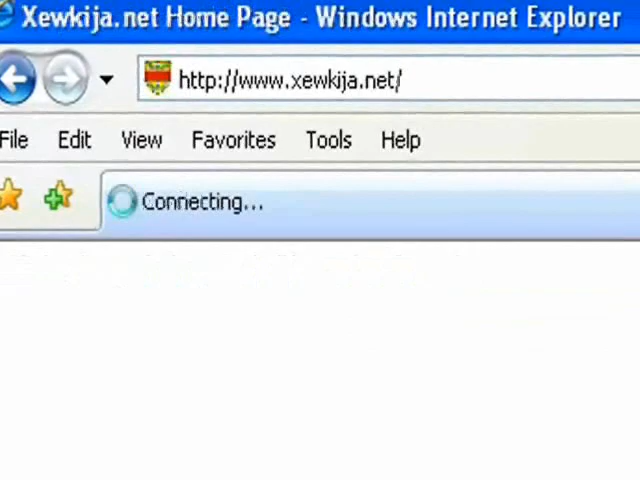 Xewkija.net Home Page - Windows Internet Explorer
http://www.xewkija.net/
File Edit View Favorites Tools Help
Connecting...